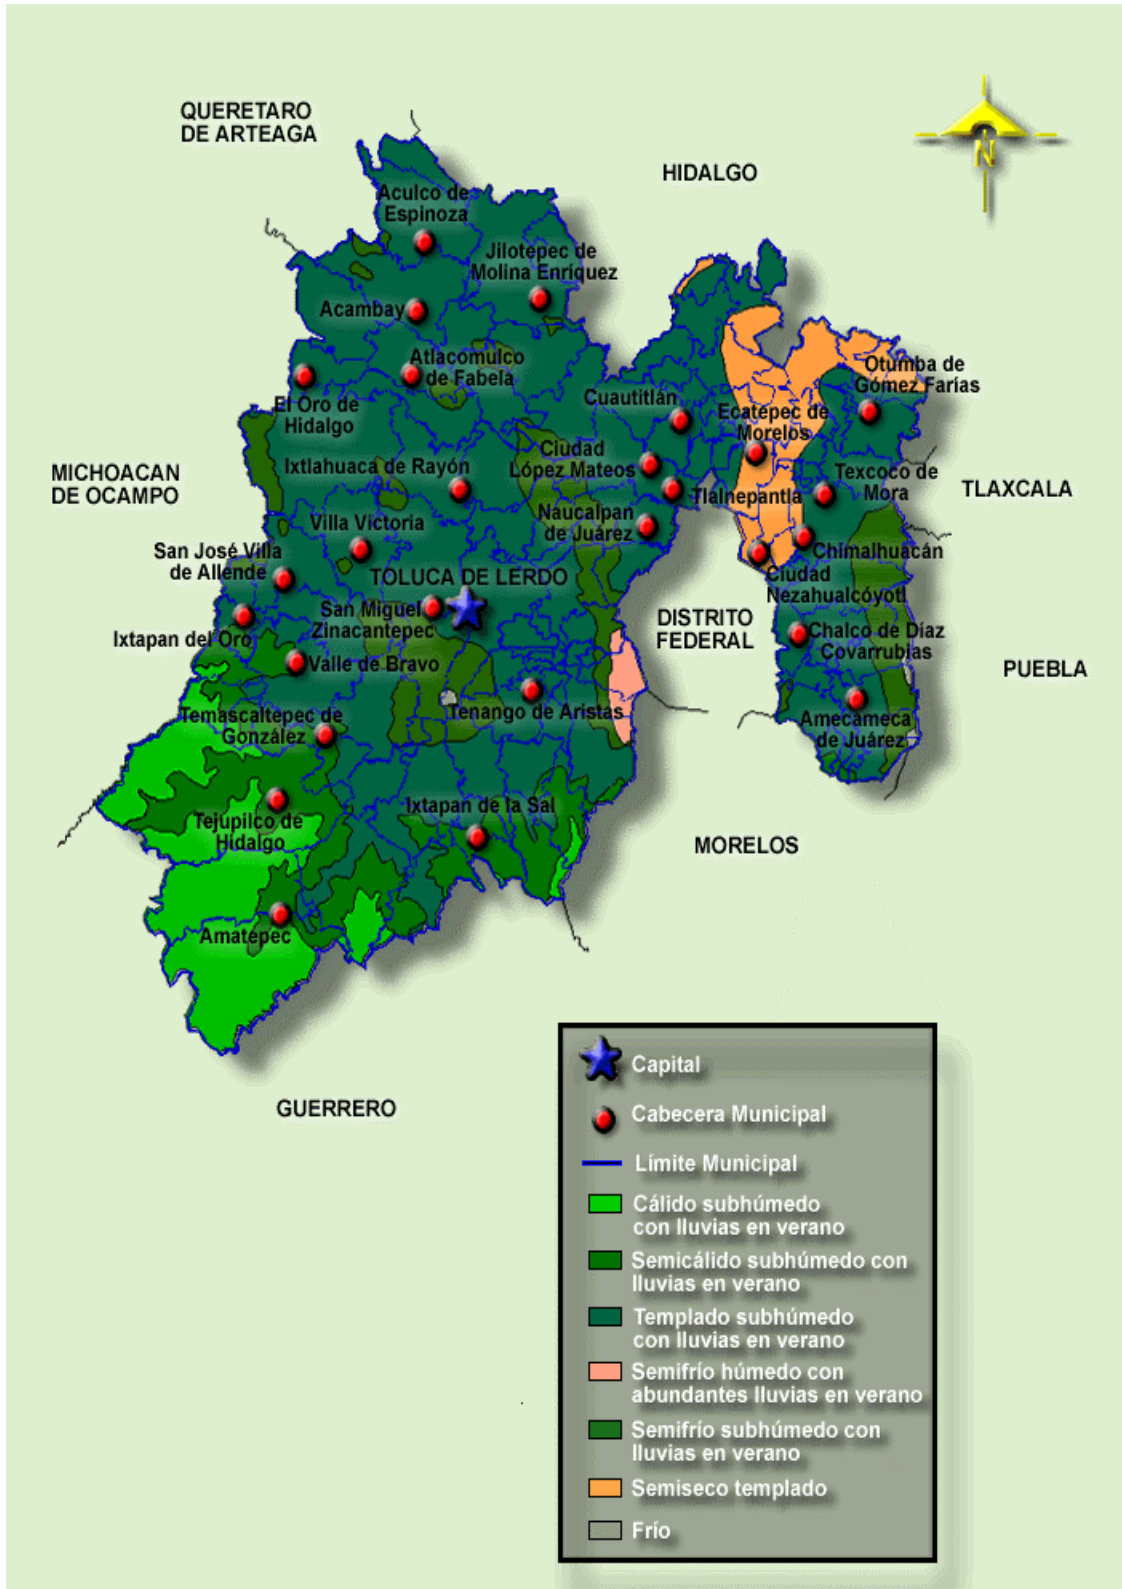 QUERETARO
DE ARTEAGA
HIDALGO
N
Aculco de
Espinoza
Jilotepec de
Molina Enríquez
Acambay
Atlacomulco
de Fabela
El Oro de
Hidalgo
Otumba de
Gómez Farías
Cuautitlán
Ecatepec de
Morelos
MICHOACAN
DE OCAMPO
Ixtlahuaca de Rayón
Ciudad
López Mateos
Texcoco de
Mora
TLAXCALA
Tlalnepantla
Villa Victoria
Naucalpan
de Juárez
San José Villa
de Allende
Chimalhuacán
TOLUCA DE LERDO
Ciudad
Nezahualcóyotl
San Miguel
Zinacantepec
DISTRITO
FEDERAL
Ixtapan del Oro
Chalco de Díaz
Covarrubias
Valle de Bravo
PUEBLA
Temascaltepec de
González
Tenango de Aristas
Amecameca
de Juárez
Tejupilco de
Hidalgo
Ixtapan de la Sal
MORELOS
Amatepec
GUERRERO
Capital
Cabecera Municipal
Límite Municipal
Cálido subhúmedo
con lluvias en verano
Semicálido subhúmedo con
lluvias en verano
Templado subhúmedo
con lluvias en verano
Semifrío húmedo con
abundantes lluvias en verano
Semifrío subhúmedo con
lluvias en verano
Semiseco templado
Frío